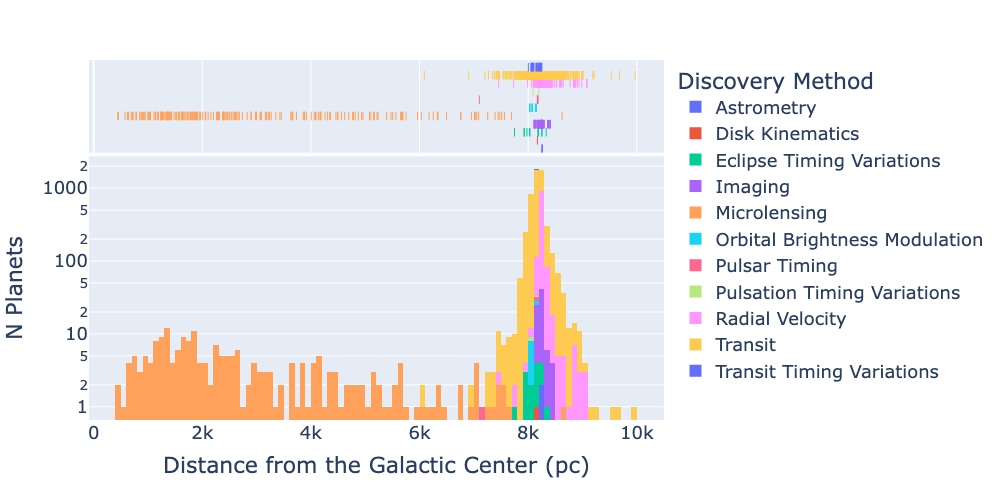 Discovery Method
Astrometry
Disk Kinematics
Eclipse Timing Variations
Imaging
Microlensing
Orbital Brightness Modulation
Pulsar Timing
Pulsation Timing Variations
Radial Velocity
Transit
Transit Timing Variations
N Planets
2
1000
5
2
100
5
2
10
5
2
1
0 2k 4k 6k 8k 10k
Distance from the Galactic Center (pc)